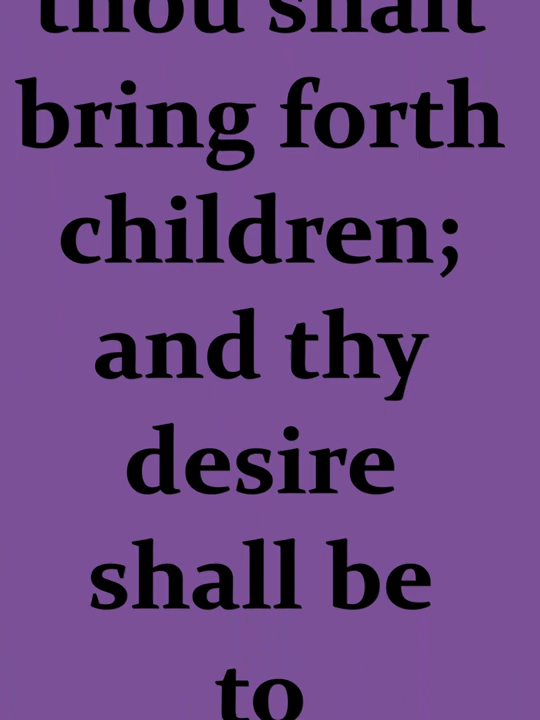 thou shalt
bring forth
children;
and thy
desire
shall be
to